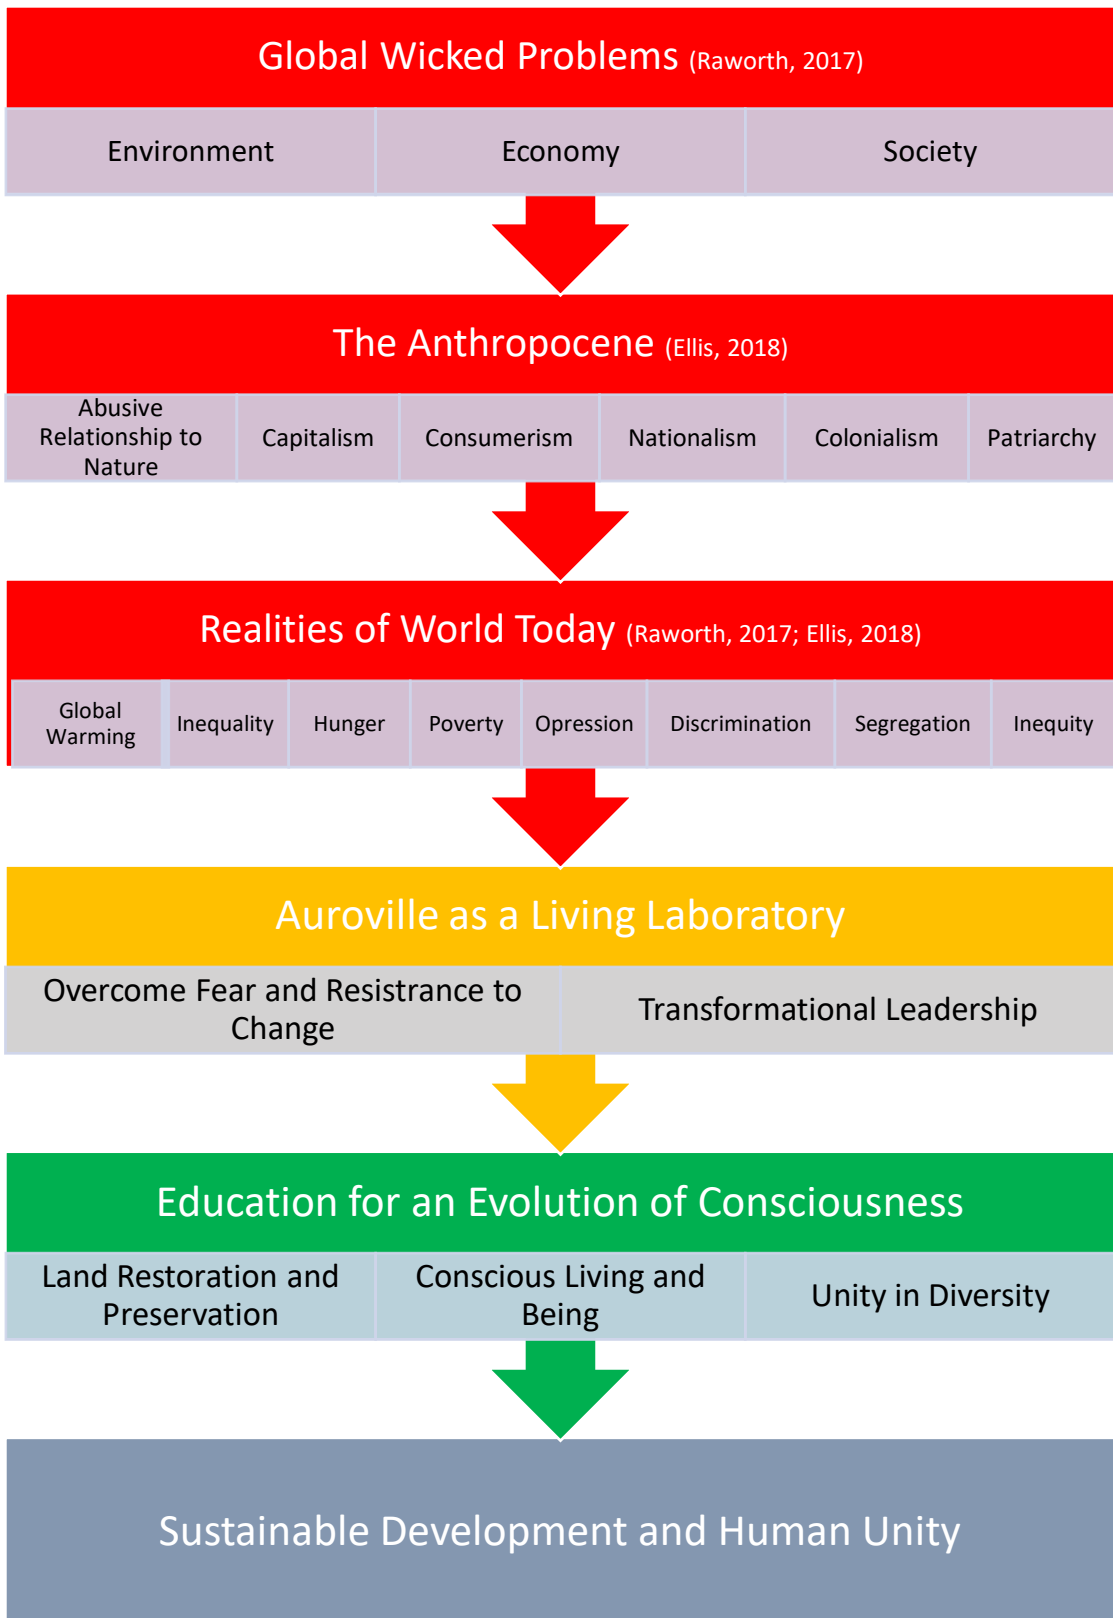 Global Wicked Problems (Raworth, 2017)
Environment
Economy
Society
The Anthropocene (Ellis, 2018)
Abusive
Relationship to
Nature
Capitalism
Consumerism
Nationalism
Colonialism
Patriarchy
Realities of World Today (Raworth, 2017; Ellis, 2018)
Global
Warming
Inequality
Hunger
Poverty
Opression
Discrimination
Segregation
Inequity
Auroville as a Living Laboratory
Overcome Fear and Resistrance to
Change
Transformational Leadership
Education for an Evolution of Consciousness
Land Restoration and
Preservation
Conscious Living and
Being
Unity in Diversity
Sustainable Development and Human Unity